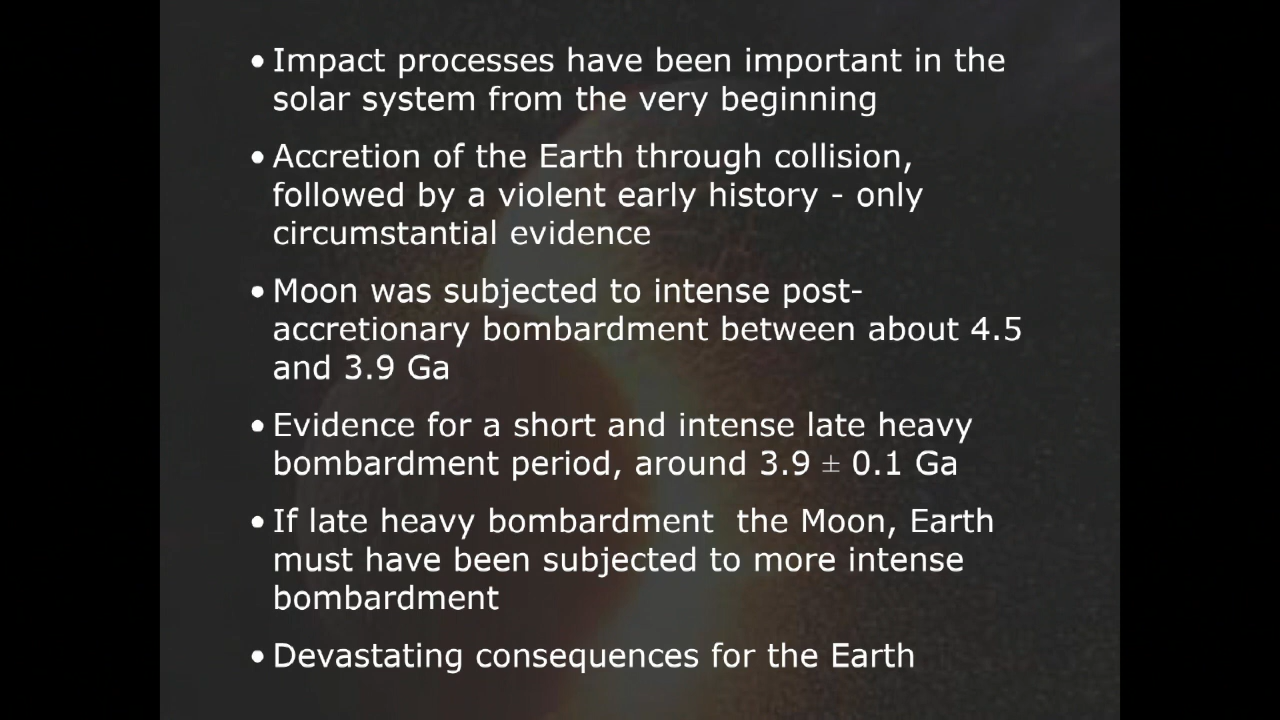 • Impact processes have been important in the
solar system from the very beginning
• Accretion of the Earth through collision,
followed by a violent early history - only
circumstantial evidence
• Moon was subjected to intense post-
accretionary bombardment between about 4.5
and 3.9 Ga
• Evidence for a short and intense late heavy
bombardment period, around 3.9 ± 0.1 Ga
• If late heavy bombardment  the Moon, Earth
must have been subjected to more intense
bombardment
• Devastating consequences for the Earth